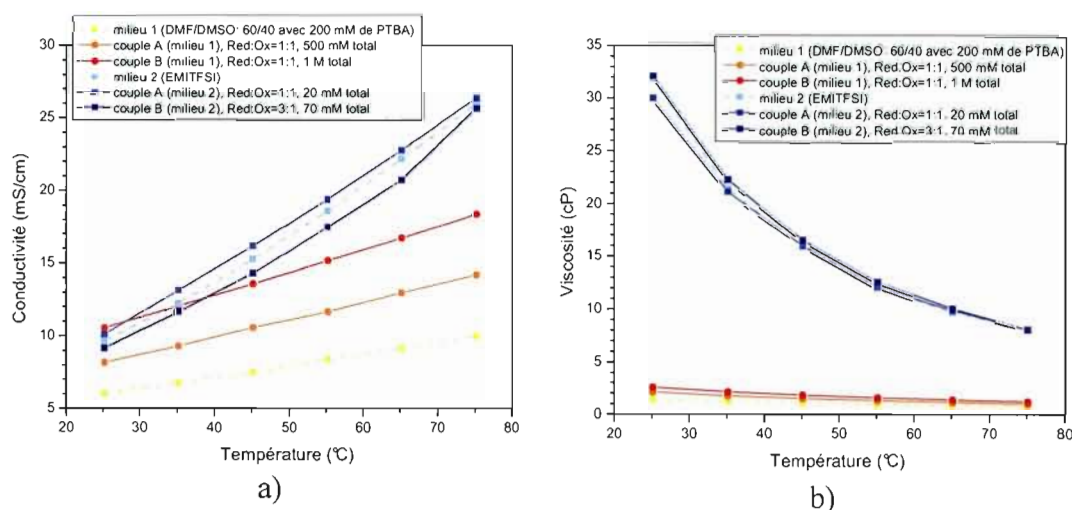 milieu 1 (DMF/DMSO: 60/40 avec 200 mM de PTBA)
couple A (milieu 1), Red:Ox=1:1, 500 mM total
couple B (milieu 1), Red:Ox=1:1, 1 M total
milieu 2 (EMITFSI)
couple A (milieu 2), Red:Ox=1:1, 20 mM total
couple B (milieu 2), Red:Ox=3:1, 70 mM total
30
25
20
15
10
5
Conductivité (mS/cm)
20 30 40 50 60 70 80
Température (°C)
a)
milieu 1 (DMF/DMSO: 60/40 avec 200 mM de PTBA)
couple A (milieu 1), Red:Ox=1:1, 500 mM total
couple B (milieu 1), Red:Ox=1:1, 1 M total
milieu 2 (EMITFSI)
couple A (milieu 2), Red:Ox=1:1, 20 mM total
couple B (milieu 2), Red:Ox=3:1, 70 mM total
35
30
25
20
15
10
5
0
Viscosité (cP)
20 30 40 50 60 70 80
Température (°C)
b)